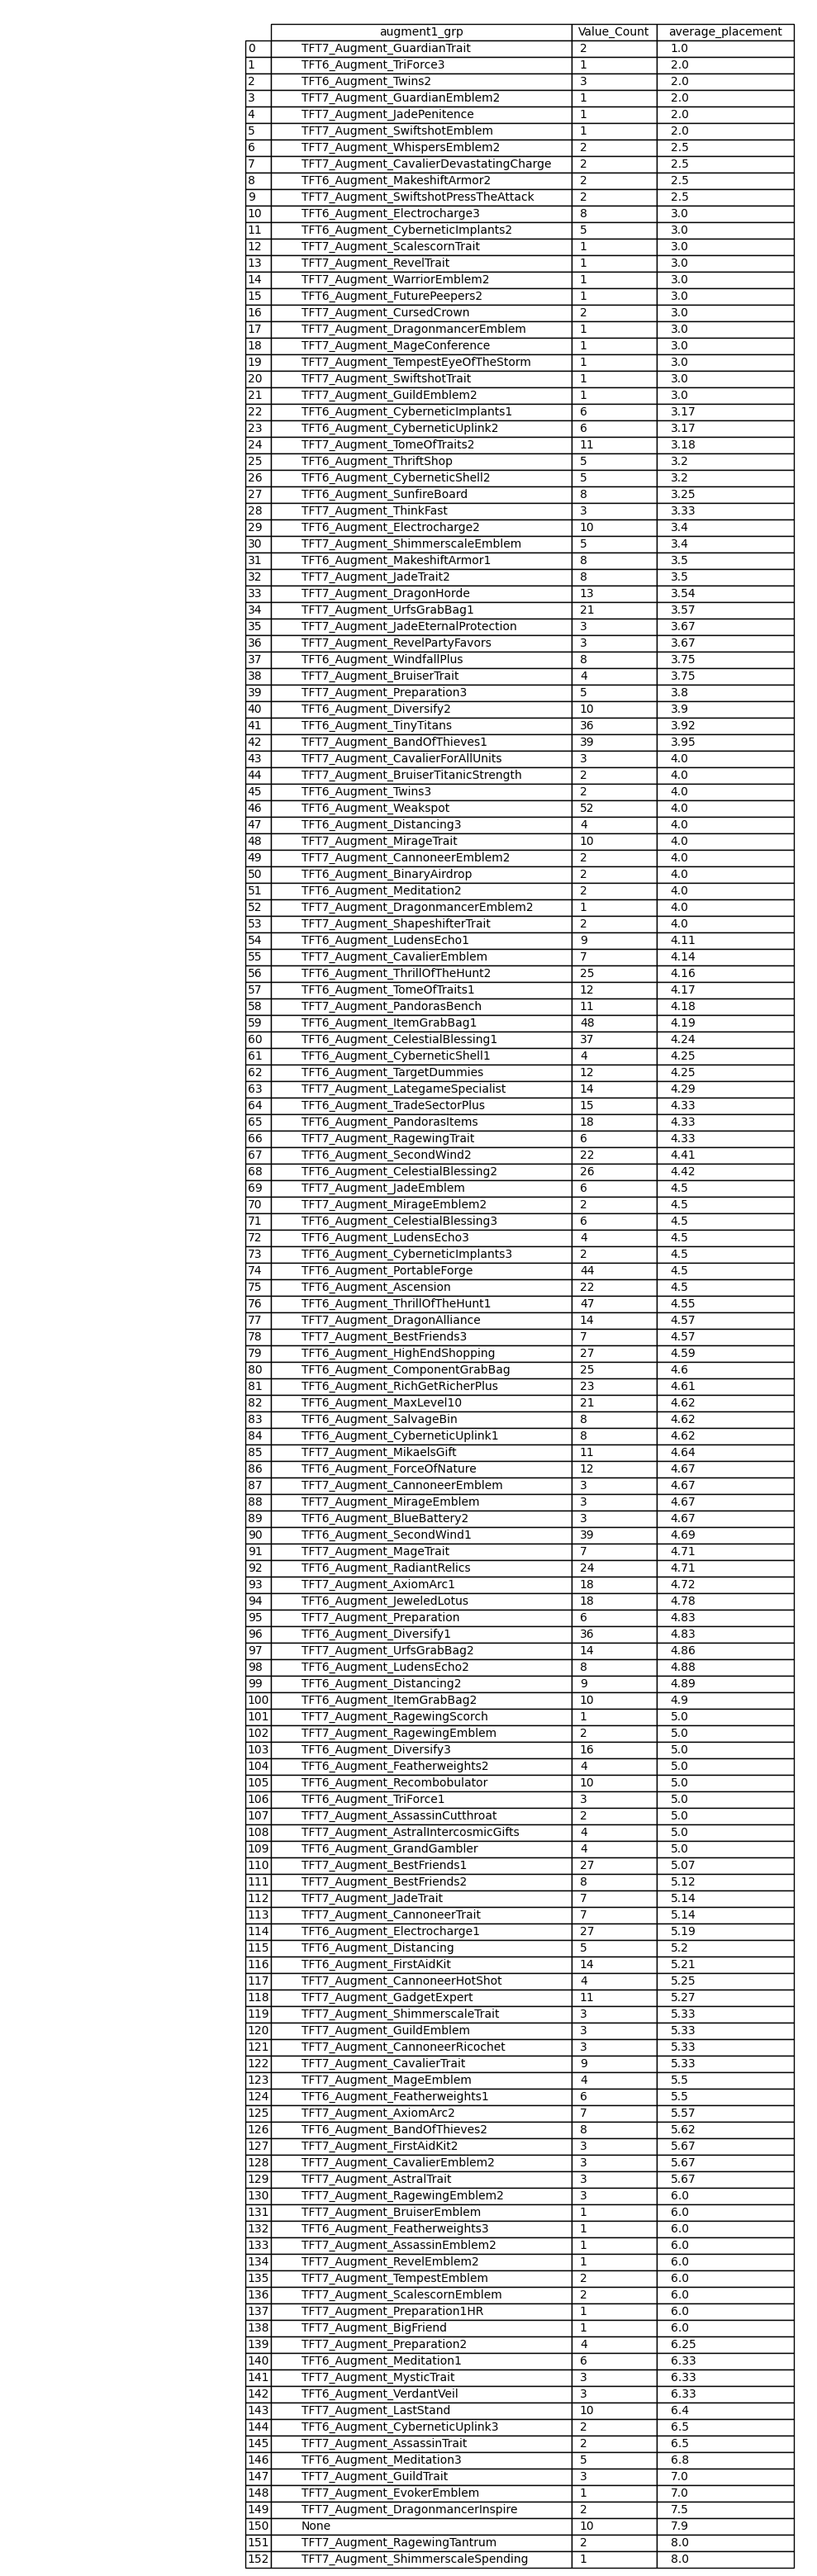 augment1_grp Value_Count average_placement
0 TFT7_Augment_GuardianTrait 2 1.0
1 TFT6_Augment_TriForce3 1 2.0
2 TFT6_Augment_Twins2 3 2.0
3 TFT7_Augment_GuardianEmblem2 1 2.0
4 TFT7_Augment_JadePenitence 1 2.0
5 TFT7_Augment_SwiftshotEmblem 1 2.0
6 TFT7_Augment_WhispersEmblem2 2 2.5
7 TFT7_Augment_CavalierDevastatingCharge 2 2.5
8 TFT6_Augment_MakeshiftArmor2 2 2.5
9 TFT7_Augment_SwiftshotPressTheAttack 2 2.5
10 TFT6_Augment_Electrocharge3 8 3.0
11 TFT6_Augment_CyberneticImplants2 5 3.0
12 TFT7_Augment_ScalescornTrait 1 3.0
13 TFT7_Augment_RevelTrait 1 3.0
14 TFT7_Augment_WarriorEmblem2 1 3.0
15 TFT7_Augment_FuturePeepers2 1 3.0
16 TFT7_Augment_CursedCrown 2 3.0
17 TFT7_Augment_DragonmancerEmblem 1 3.0
18 TFT7_Augment_MageConference 1 3.0
19 TFT7_Augment_TempestEyeOfTheStorm 1 3.0
20 TFT7_Augment_SwiftshotTrait 1 3.0
21 TFT7_Augment_GuildEmblem2 1 3.0
22 TFT6_Augment_CyberneticImplants1 6 3.17
23 TFT6_Augment_CyberneticUplink2 6 3.17
24 TFT7_Augment_TomeOfTraits2 11 3.18
25 TFT6_Augment_ThriftShop 5 3.2
26 TFT6_Augment_CyberneticShell2 5 3.2
27 TFT6_Augment_SunfireBoard 8 3.25
28 TFT7_Augment_ThinkFast 3 3.33
29 TFT6_Augment_Electrocharge2 10 3.4
30 TFT7_Augment_ShimmerscaleEmblem 5 3.4
31 TFT6_Augment_MakeshiftArmor1 8 3.5
32 TFT7_Augment_JadeTrait2 8 3.5
33 TFT7_Augment_DragonHorde 13 3.54
34 TFT7_Augment_UrfsGrabBag1 21 3.57
35 TFT7_Augment_JadeEternalProtection 3 3.67
36 TFT7_Augment_RevelPartyFavors 3 3.67
37 TFT6_Augment_WindfallPlus 8 3.75
38 TFT7_Augment_BruiserTrait 4 3.75
39 TFT7_Augment_Preparation3 5 3.8
40 TFT6_Augment_Diversify2 10 3.9
41 TFT6_Augment_TinyTitans 36 3.92
42 TFT7_Augment_BandOfThieves1 39 3.95
43 TFT7_Augment_CavalierForAllUnits 3 4.0
44 TFT7_Augment_BruiserTitanicStrength 2 4.0
45 TFT6_Augment_Twins3 2 4.0
46 TFT6_Augment_Weakspot 52 4.0
47 TFT6_Augment_Distancing3 4 4.0
48 TFT7_Augment_MirageTrait 10 4.0
49 TFT7_Augment_CannoneerEmblem2 2 4.0
50 TFT6_Augment_BinaryAirdrop 2 4.0
51 TFT6_Augment_Meditation2 2 4.0
52 TFT7_Augment_DragonmancerEmblem2 1 4.0
53 TFT7_Augment_ShapeshifterTrait 2 4.0
54 TFT6_Augment_LudensEcho1 9 4.11
55 TFT7_Augment_CavalierEmblem 7 4.14
56 TFT6_Augment_ThrillOfTheHunt2 25 4.16
57 TFT6_Augment_TomeOfTraits1 12 4.17
58 TFT7_Augment_PandorasBench 11 4.18
59 TFT6_Augment_ItemGrabBag1 48 4.19
60 TFT6_Augment_CelestialBlessing1 37 4.24
61 TFT6_Augment_CyberneticShell1 4 4.25
62 TFT6_Augment_TargetDummies 12 4.25
63 TFT7_Augment_LategameSpecialist 14 4.29
64 TFT6_Augment_TradeSectorPlus 15 4.33
65 TFT6_Augment_PandorasItems 18 4.33
66 TFT7_Augment_RagewingTrait 6 4.33
67 TFT6_Augment_SecondWind2 22 4.41
68 TFT6_Augment_CelestialBlessing2 26 4.42
69 TFT7_Augment_JadeEmblem 6 4.5
70 TFT7_Augment_MirageEmblem2 2 4.5
71 TFT6_Augment_CelestialBlessing3 6 4.5
72 TFT6_Augment_LudensEcho3 4 4.5
73 TFT6_Augment_CyberneticImplants3 2 4.5
74 TFT6_Augment_PortableForge 44 4.5
75 TFT6_Augment_Ascension 22 4.5
76 TFT6_Augment_ThrillOfTheHunt1 47 4.55
77 TFT7_Augment_DragonAlliance 14 4.57
78 TFT7_Augment_BestFriends3 7 4.57
79 TFT6_Augment_HighEndShopping 27 4.59
80 TFT6_Augment_ComponentGrabBag 25 4.6
81 TFT6_Augment_RichGetRicherPlus 23 4.61
82 TFT6_Augment_MaxLevel10 21 4.62
83 TFT6_Augment_SalvageBin 8 4.62
84 TFT6_Augment_CyberneticUplink1 8 4.62
85 TFT7_Augment_MikaelsGift 11 4.64
86 TFT6_Augment_ForceOfNature 12 4.67
87 TFT7_Augment_CannoneerEmblem 3 4.67
88 TFT7_Augment_MirageEmblem 3 4.67
89 TFT6_Augment_BlueBattery2 3 4.67
90 TFT6_Augment_SecondWind1 39 4.69
91 TFT7_Augment_MageTrait 7 4.71
92 TFT6_Augment_RadiantRelics 24 4.71
93 TFT7_Augment_AxiomArc1 18 4.72
94 TFT6_Augment_JeweledLotus 18 4.78
95 TFT7_Augment_Preparation 6 4.83
96 TFT6_Augment_Diversify1 36 4.83
97 TFT7_Augment_UrfsGrabBag2 14 4.86
98 TFT6_Augment_LudensEcho2 8 4.88
99 TFT6_Augment_Distancing2 9 4.89
100 TFT6_Augment_ItemGrabBag2 10 4.9
101 TFT7_Augment_RagewingScorch 1 5.0
102 TFT7_Augment_RagewingEmblem 2 5.0
103 TFT6_Augment_Diversify3 16 5.0
104 TFT6_Augment_Featherweights2 4 5.0
105 TFT6_Augment_Recombobulator 10 5.0
106 TFT6_Augment_TriForce1 3 5.0
107 TFT7_Augment_AssassinCutthroat 2 5.0
108 TFT7_Augment_AstralIntercosmicGifts 4 5.0
109 TFT6_Augment_GrandGambler 4 5.0
110 TFT7_Augment_BestFriends1 27 5.07
111 TFT7_Augment_BestFriends2 8 5.12
112 TFT7_Augment_JadeTrait 7 5.14
113 TFT7_Augment_CannoneerTrait 7 5.14
114 TFT6_Augment_Electrocharge1 27 5.19
115 TFT6_Augment_Distancing 5 5.2
116 TFT6_Augment_FirstAidKit 14 5.21
117 TFT7_Augment_CannoneerHotShot 4 5.25
118 TFT7_Augment_GadgetExpert 11 5.27
119 TFT7_Augment_ShimmerscaleTrait 3 5.33
120 TFT7_Augment_GuildEmblem 3 5.33
121 TFT7_Augment_CannoneerRicochet 3 5.33
122 TFT7_Augment_CavalierTrait 9 5.33
123 TFT7_Augment_MageEmblem 4 5.5
124 TFT6_Augment_Featherweights1 6 5.5
125 TFT7_Augment_AxiomArc2 7 5.57
126 TFT7_Augment_BandOfThieves2 8 5.62
127 TFT7_Augment_FirstAidKit2 3 5.67
128 TFT7_Augment_CavalierEmblem2 3 5.67
129 TFT7_Augment_AstralTrait 3 5.67
130 TFT7_Augment_RagewingEmblem2 3 6.0
131 TFT7_Augment_BruiserEmblem 1 6.0
132 TFT6_Augment_Featherweights3 1 6.0
133 TFT7_Augment_AssassinEmblem2 1 6.0
134 TFT7_Augment_RevelEmblem2 1 6.0
135 TFT7_Augment_TempestEmblem 2 6.0
136 TFT7_Augment_ScalescornEmblem 2 6.0
137 TFT7_Augment_Preparation1HR 1 6.0
138 TFT7_Augment_BigFriend 1 6.0
139 TFT7_Augment_Preparation2 4 6.25
140 TFT6_Augment_Meditation1 6 6.33
141 TFT7_Augment_MysticTrait 3 6.33
142 TFT6_Augment_VerdantVeil 3 6.33
143 TFT7_Augment_LastStand 10 6.4
144 TFT6_Augment_CyberneticUplink3 2 6.5
145 TFT7_Augment_AssassinTrait 2 6.5
146 TFT6_Augment_Meditation3 5 6.8
147 TFT7_Augment_GuildTrait 3 7.0
148 TFT7_Augment_EvokerEmblem 1 7.0
149 TFT7_Augment_DragonmancerInspire 2 7.5
150 None 10 7.9
151 TFT7_Augment_RagewingTantrum 2 8.0
152 TFT7_Augment_ShimmerscaleSpending 1 8.0